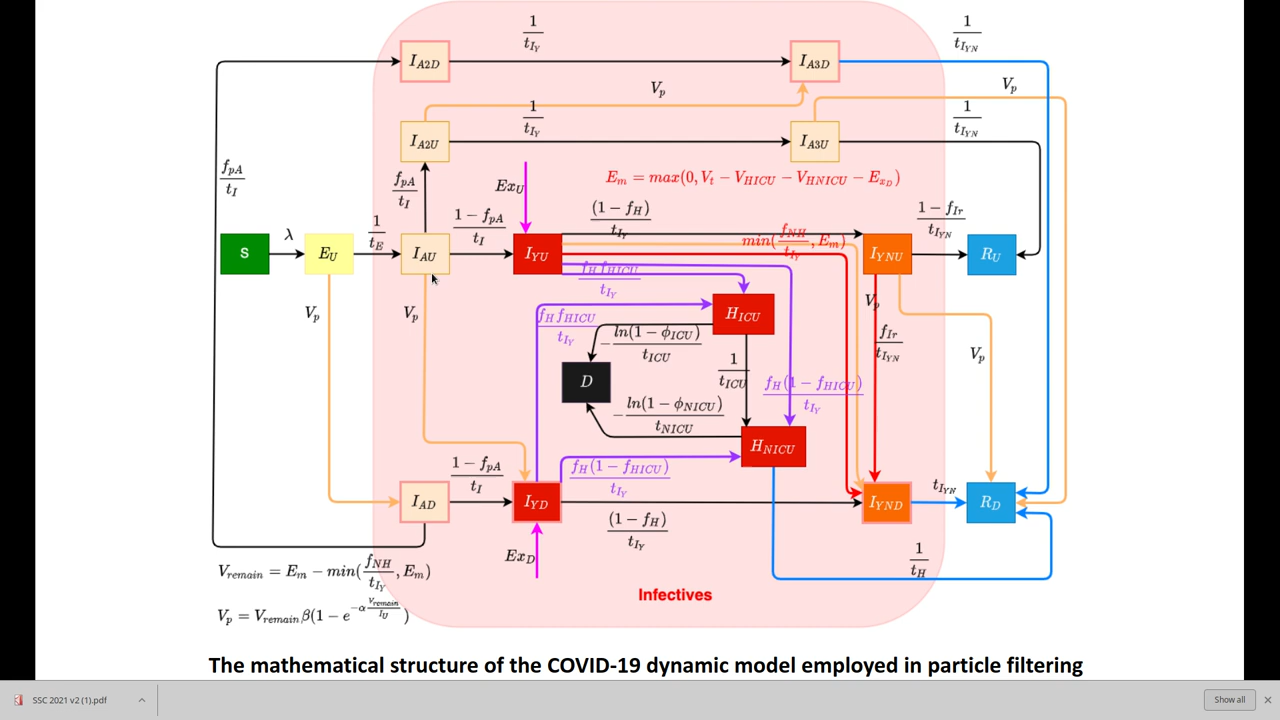 1/t_{I_Y}
1/t_{I_{YN}}
I_{A2D}
I_{A3D}
V_p
V_p
1/t_{I_Y}
1/t_{I_{YN}}
I_{A2U}
I_{A3U}
f_{pA}/t_I
f_{pA}/t_I
Ex_U
E_m = max(0, V_t − V_{HICU} − V_{HNICU} − E_{x_D})
λ
1/t_E
(1 − f_{pA})/t_I
(1 − f_H)/t_{I_Y}
min(f_{NH}/t_{I_Y}, E_m)
(1 − f_{Ir})/t_{I_{YN}}
S
E_U
I_{AU}
I_{YU}
I_{YNU}
R_U
f_H f_{HICU}/t_{I_Y}
V_p
V_p
f_H f_{HICU}/t_{I_Y}
H_{ICU}
V_p
−ln(1 − φ_{ICU})/t_{ICU}
f_{Ir}/t_{I_{YN}}
V_p
D
1/t_{ICU}
f_H(1 − f_{HICU})/t_{I_Y}
−ln(1 − φ_{NICU})/t_{NICU}
H_{NICU}
(1 − f_{pA})/t_I
f_H(1 − f_{HICU})/t_{I_Y}
t_{I_{YN}}
I_{AD}
I_{YD}
I_{YND}
R_D
(1 − f_H)/t_{I_Y}
Ex_D
1/t_H
V_{remain} = E_m − min(f_{NH}/t_{I_Y}, E_m)
Infectives
V_p = V_{remain}β(1 − e^{−α V_{remain}/I_U})
The mathematical structure of the COVID-19 dynamic model employed in particle filtering
SSC 2021 v2 (1).pdf
Show all